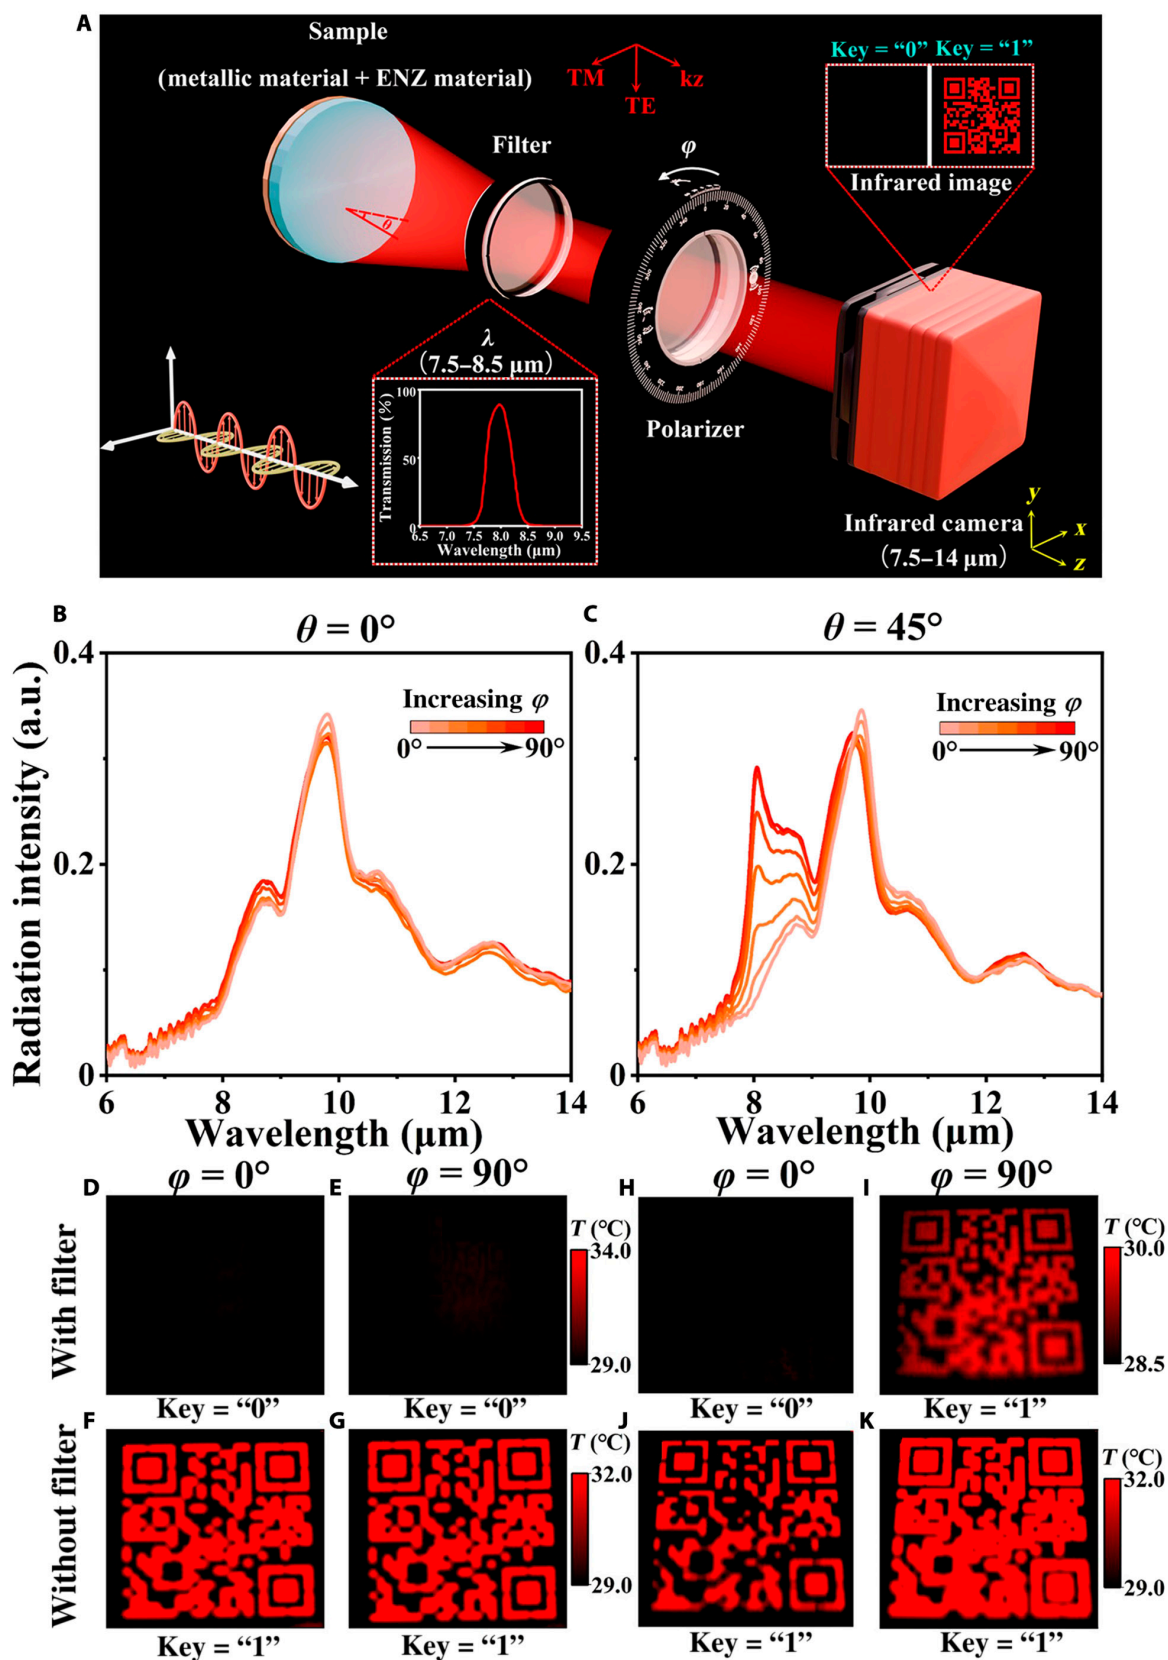 A
Sample
(metallic material + ENZ material)
TM
TE
kz
Key = “0” Key = “1”
Filter
φ
Infrared image
θ
λ
(7.5–8.5 μm)
Transmission (%)
100
50
0
6.5 7.5 8.0 8.5 9.0 9.5
Wavelength (μm)
Polarizer
Infrared camera
(7.5–14 μm)
y
x
z
B
θ = 0°
C
θ = 45°
Radiation intensity (a.u.)
0.4
0.2
0
Increasing φ
0° 90°
6 8 10 12 14
Wavelength (μm)
0.4
0.2
0
Increasing φ
0° 90°
6 8 10 12 14
Wavelength (μm)
φ = 0°
φ = 90°
φ = 0°
φ = 90°
With filter
D
E
T (°C)
34.0
29.0
H
I
T (°C)
30.0
28.5
Key = “0”
Key = “0”
Key = “0”
Key = “1”
Without filter
F
G
T (°C)
32.0
29.0
J
K
T (°C)
32.0
29.0
Key = “1”
Key = “1”
Key = “1”
Key = “1”